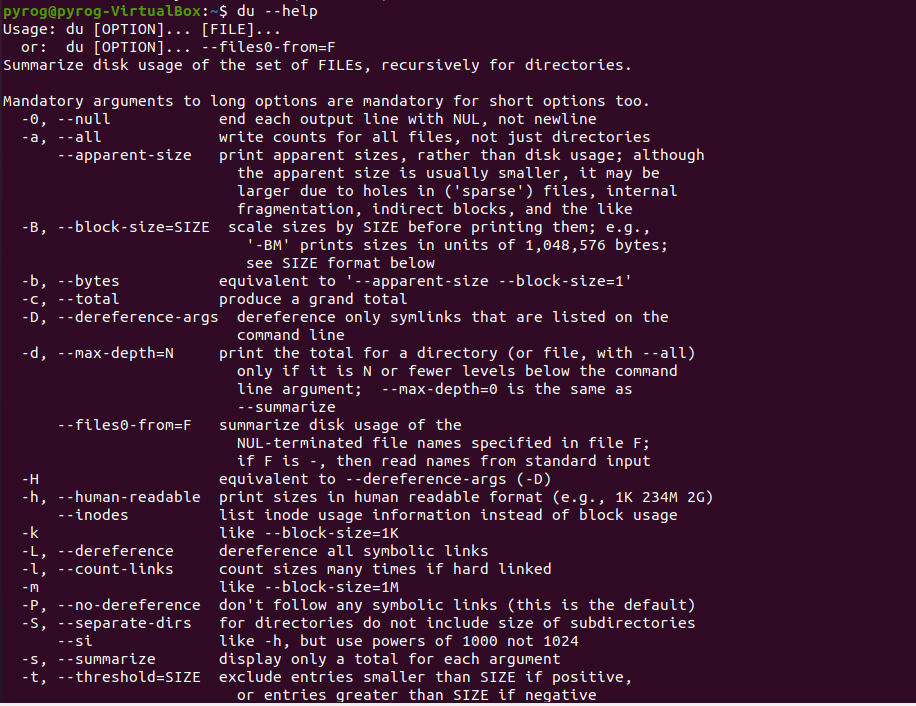 pyrog@pyrog-VirtualBox:~$ du --help
Usage: du [OPTION]... [FILE]...
  or:  du [OPTION]... --files0-from=F
Summarize disk usage of the set of FILEs, recursively for directories.

Mandatory arguments to long options are mandatory for short options too.
  -0, --null            end each output line with NUL, not newline
  -a, --all             write counts for all files, not just directories
      --apparent-size   print apparent sizes, rather than disk usage; although
                          the apparent size is usually smaller, it may be
                          larger due to holes in ('sparse') files, internal
                          fragmentation, indirect blocks, and the like
  -B, --block-size=SIZE  scale sizes by SIZE before printing them; e.g.,
                           '-BM' prints sizes in units of 1,048,576 bytes;
                           see SIZE format below
  -b, --bytes           equivalent to '--apparent-size --block-size=1'
  -c, --total           produce a grand total
  -D, --dereference-args  dereference only symlinks that are listed on the
                          command line
  -d, --max-depth=N     print the total for a directory (or file, with --all)
                          only if it is N or fewer levels below the command
                          line argument;  --max-depth=0 is the same as
                          --summarize
      --files0-from=F   summarize disk usage of the
                          NUL-terminated file names specified in file F;
                          if F is -, then read names from standard input
  -H                    equivalent to --dereference-args (-D)
  -h, --human-readable  print sizes in human readable format (e.g., 1K 234M 2G)
      --inodes          list inode usage information instead of block usage
  -k                    like --block-size=1K
  -L, --dereference     dereference all symbolic links
  -l, --count-links     count sizes many times if hard linked
  -m                    like --block-size=1M
  -P, --no-dereference  don't follow any symbolic links (this is the default)
  -S, --separate-dirs   for directories do not include size of subdirectories
      --si              like -h, but use powers of 1000 not 1024
  -s, --summarize       display only a total for each argument
  -t, --threshold=SIZE  exclude entries smaller than SIZE if positive,
                          or entries greater than SIZE if negative